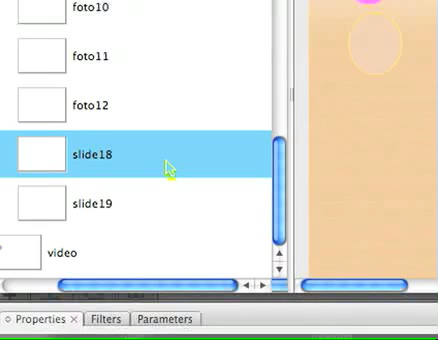 foto10
foto11
foto12
slide18
slide19
video
Properties
Filters
Parameters